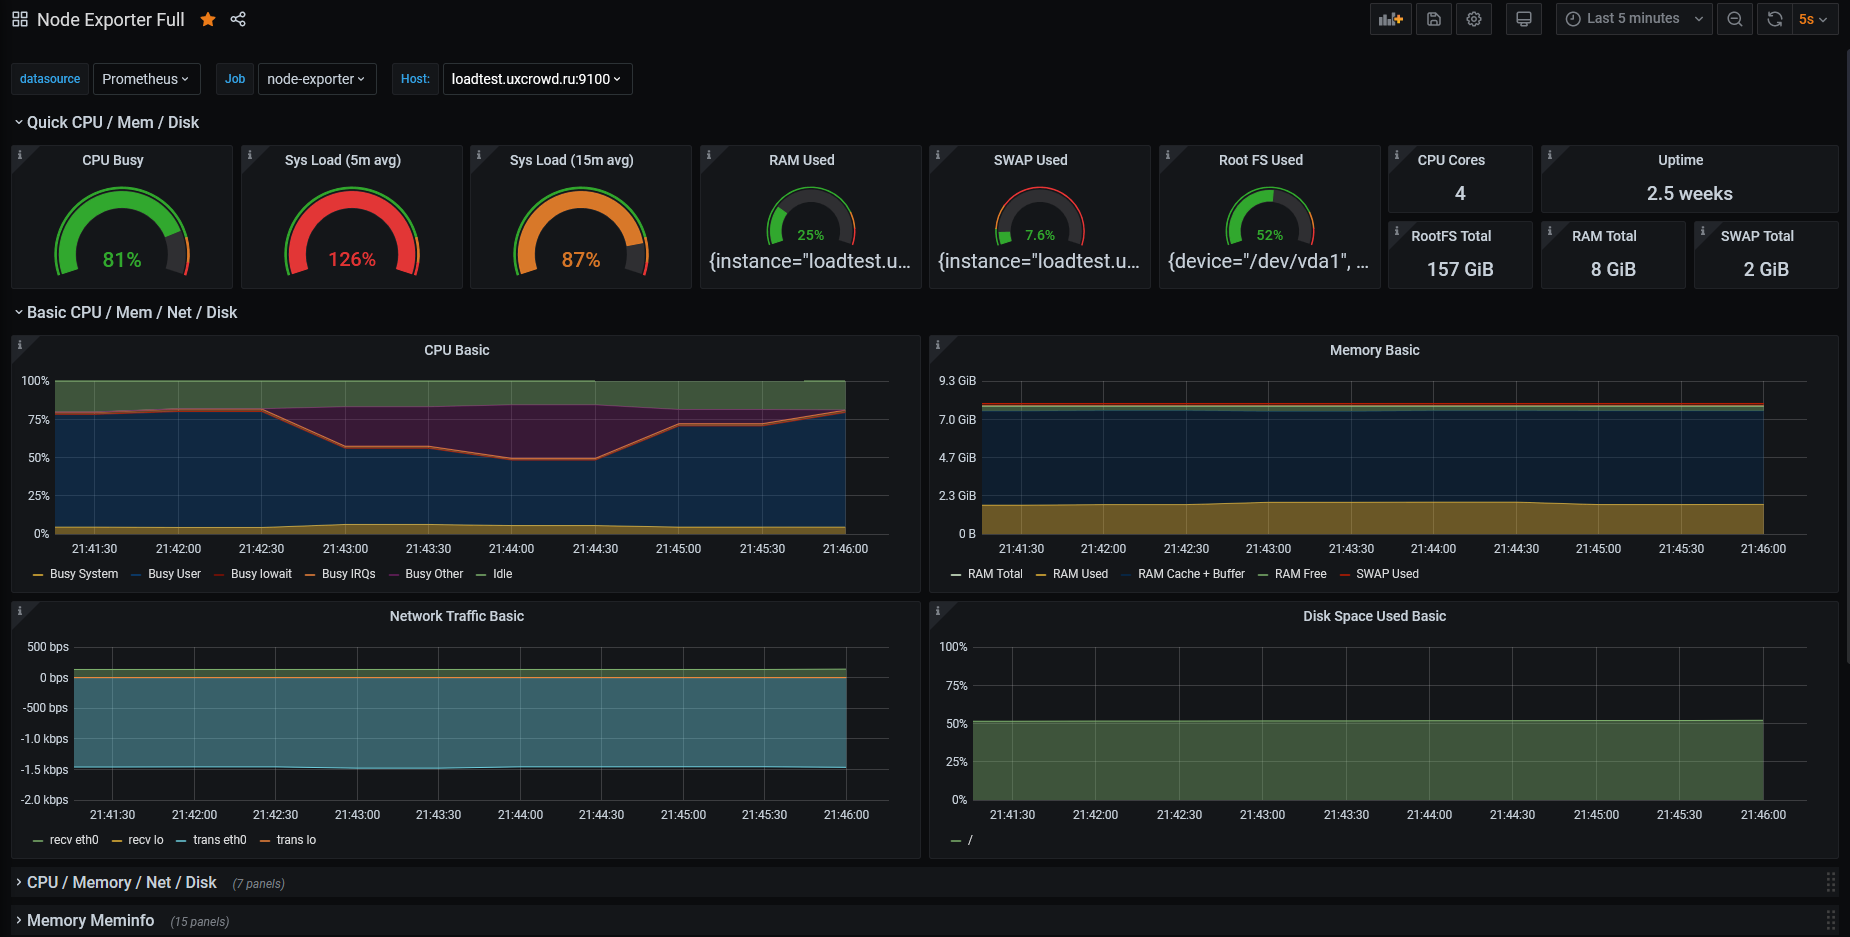 Node Exporter Full
Last 5 minutes
5s
datasource Prometheus Job node-exporter Host: loadtest.uxcrowd.ru:9100
Quick CPU / Mem / Disk
CPU Busy
81%
Sys Load (5m avg)
126%
Sys Load (15m avg)
87%
RAM Used
25%
{instance="loadtest.u...
SWAP Used
7.6%
{instance="loadtest.u...
Root FS Used
52%
{device="/dev/vda1", ...
CPU Cores
4
Uptime
2.5 weeks
RootFS Total
157 GiB
RAM Total
8 GiB
SWAP Total
2 GiB
Basic CPU / Mem / Net / Disk
CPU Basic
100%
75%
50%
25%
0%
21:41:30 21:42:00 21:42:30 21:43:00 21:43:30 21:44:00 21:44:30 21:45:00 21:45:30 21:46:00
Busy System Busy User Busy Iowait Busy IRQs Busy Other Idle
Memory Basic
9.3 GiB
7.0 GiB
4.7 GiB
2.3 GiB
0 B
21:41:30 21:42:00 21:42:30 21:43:00 21:43:30 21:44:00 21:44:30 21:45:00 21:45:30 21:46:00
RAM Total RAM Used RAM Cache + Buffer RAM Free SWAP Used
Network Traffic Basic
500 bps
0 bps
-500 bps
-1.0 kbps
-1.5 kbps
-2.0 kbps
21:41:30 21:42:00 21:42:30 21:43:00 21:43:30 21:44:00 21:44:30 21:45:00 21:45:30 21:46:00
recv eth0 recv lo trans eth0 trans lo
Disk Space Used Basic
100%
75%
50%
25%
0%
21:41:30 21:42:00 21:42:30 21:43:00 21:43:30 21:44:00 21:44:30 21:45:00 21:45:30 21:46:00
/
CPU / Memory / Net / Disk (7 panels)
Memory Meminfo (15 panels)